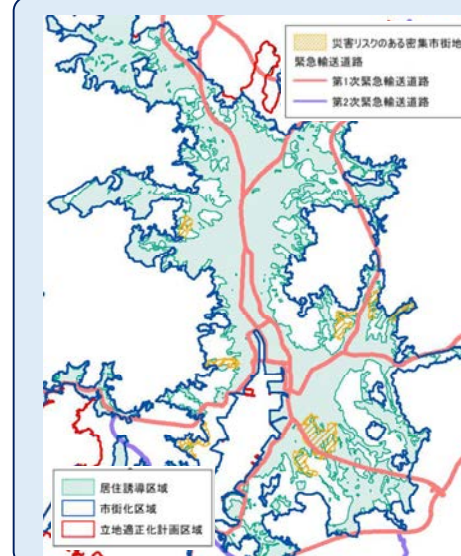 災害リスクのある密集市街地
緊急輸送道路
第1次緊急輸送道路
第2次緊急輸送道路
居住誘導区域
市街化区域
立地適正化計画区域